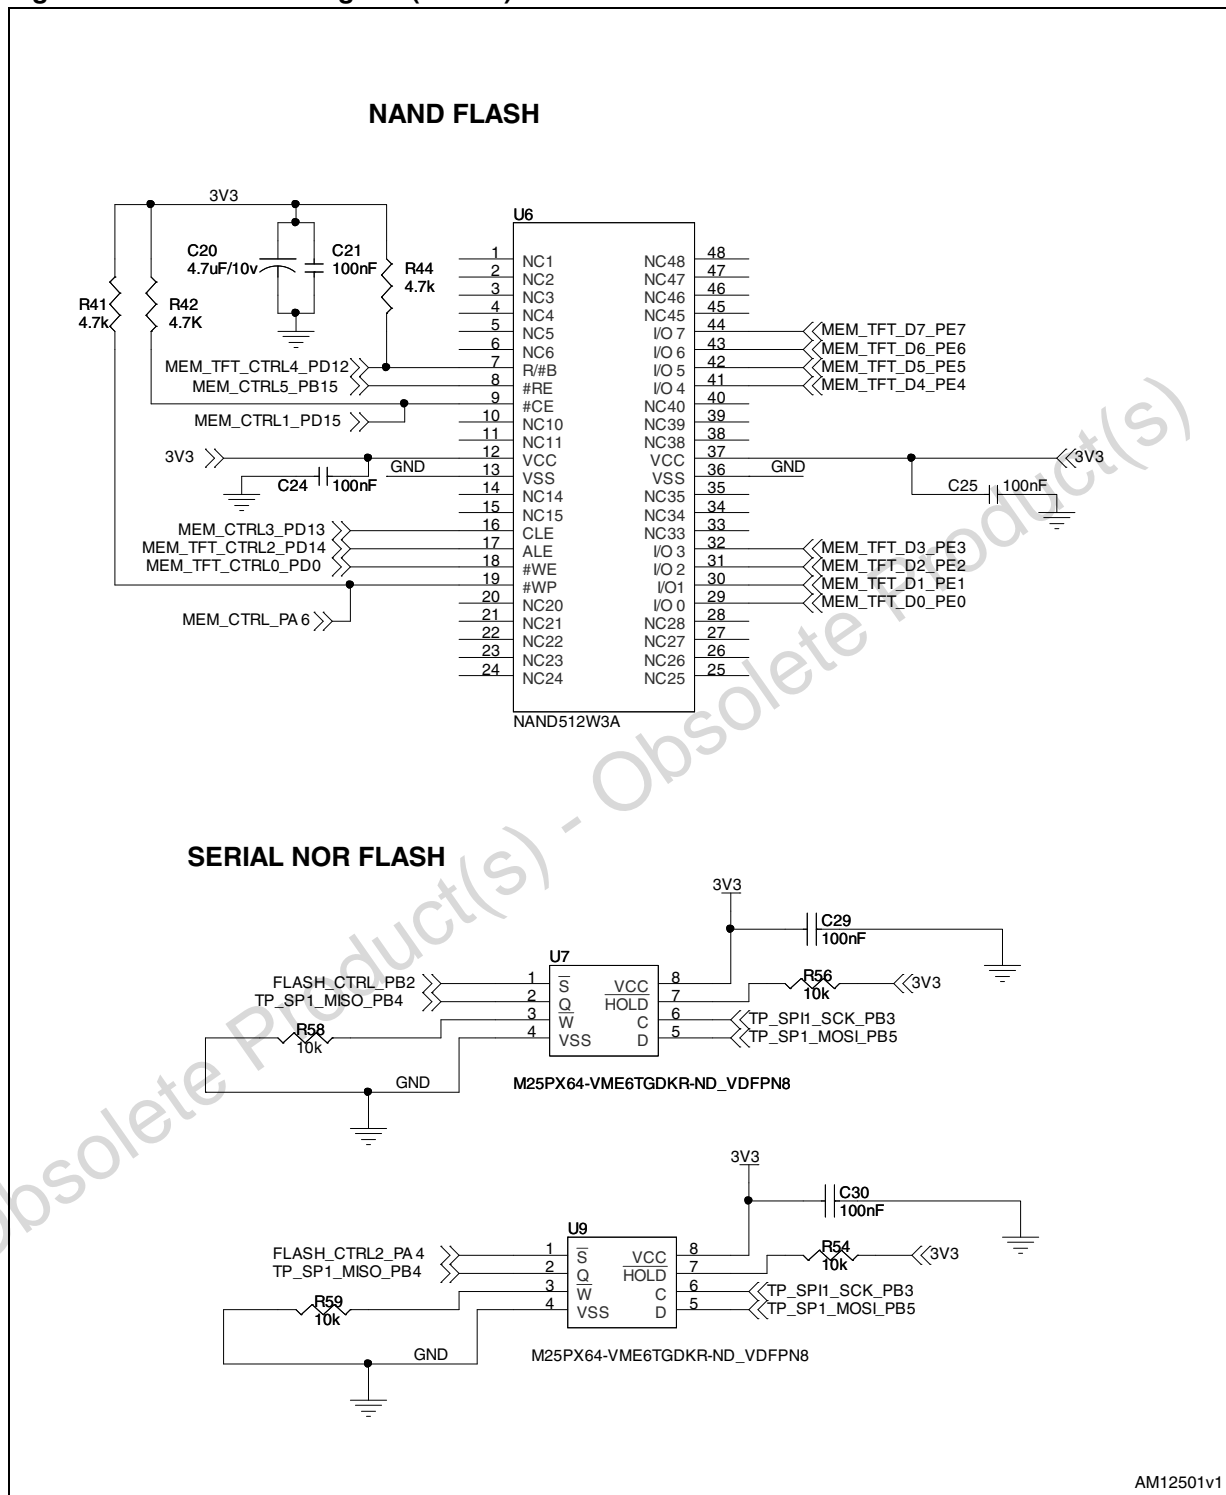 NAND FLASH
3V3
U6
C20
4.7uF/10v
C21
100nF
R44
4.7k
R41
4.7k
R42
4.7K
1 NC1 NC48 48
2 NC2 NC47 47
3 NC3 NC46 46
4 NC4 NC45 45
5 NC5 I/O 7 44 MEM_TFT_D7_PE7
6 NC6 I/O 6 43 MEM_TFT_D6_PE6
MEM_TFT_CTRL4_PD12 7 R/#B I/O 5 42 MEM_TFT_D5_PE5
MEM_CTRL5_PB15 8 #RE I/O 4 41 MEM_TFT_D4_PE4
9 #CE NC40 40
MEM_CTRL1_PD15 10 NC10 NC39 39
11 NC11 NC38 38
3V3 12 VCC VCC 37 3V3
GND 13 VSS VSS 36 GND
C24 100nF 14 NC14 NC35 35 C25 100nF
15 NC15 NC34 34
MEM_CTRL3_PD13 16 CLE NC33 33
MEM_TFT_CTRL2_PD14 17 ALE I/O 3 32 MEM_TFT_D3_PE3
MEM_TFT_CTRL0_PD0 18 #WE I/O 2 31 MEM_TFT_D2_PE2
19 #WP I/O1 30 MEM_TFT_D1_PE1
20 NC20 I/O 0 29 MEM_TFT_D0_PE0
MEM_CTRL_PA6 21 NC21 NC28 28
22 NC22 NC27 27
23 NC23 NC26 26
24 NC24 NC25 25
NAND512W3A
SERIAL NOR FLASH
3V3
C29
100nF
U7
FLASH_CTRL_PB2 1 S VCC 8 R56 10k 3V3
TP_SP1_MISO_PB4 2 Q HOLD 7
3 W C 6 TP_SPI1_SCK_PB3
R58 10k 4 VSS D 5 TP_SP1_MOSI_PB5
GND
M25PX64-VME6TGDKR-ND_VDFPN8
3V3
C30
100nF
U9
FLASH_CTRL2_PA4 1 S VCC 8 R54 10k 3V3
TP_SP1_MISO_PB4 2 Q HOLD 7
3 W C 6 TP_SPI1_SCK_PB3
R59 10k 4 VSS D 5 TP_SP1_MOSI_PB5
GND
M25PX64-VME6TGDKR-ND_VDFPN8
Obsolete Product(s) - Obsolete Product(s)
AM12501v1